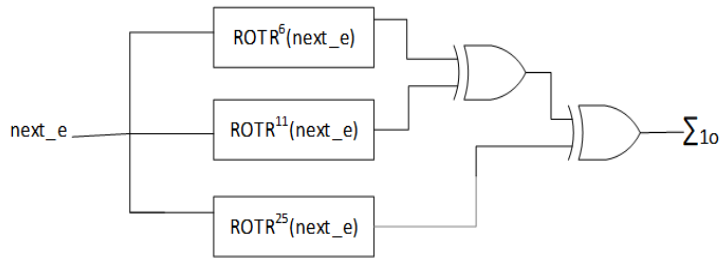 ROTR⁶(next_e)
next_e
ROTR¹¹(next_e)
∑₁ₒ
ROTR²⁵(next_e)